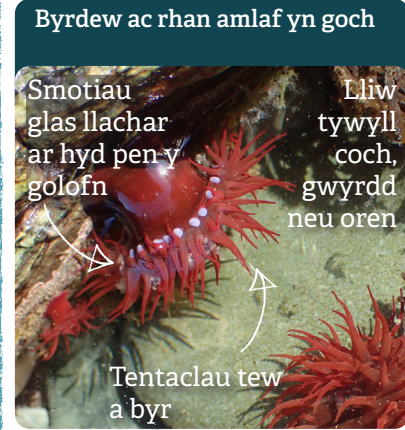 Byrdew ac rhan amlaf yn goch
Smotiau
glas llachar
ar hyd pen y
golofn
Lliw
tywyll
coch,
gwyrdd
neu oren
Tentaclau tew
a byr